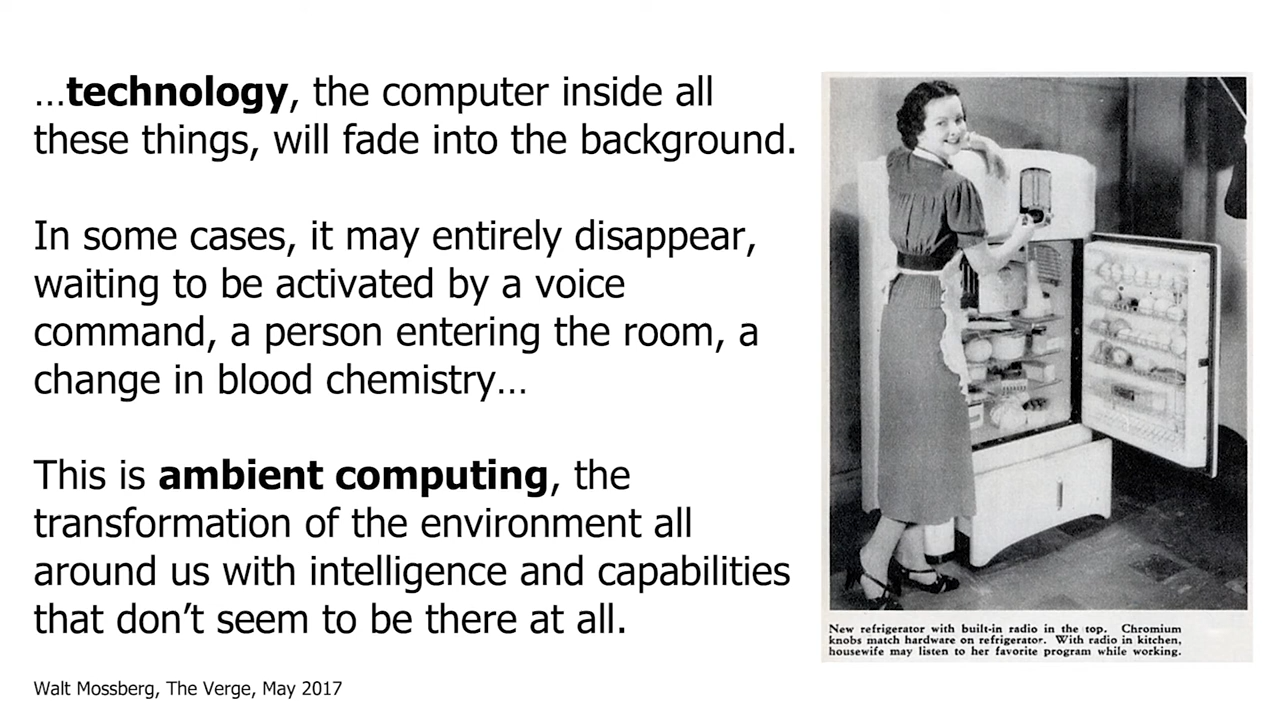 …technology, the computer inside all
these things, will fade into the background.
In some cases, it may entirely disappear,
waiting to be activated by a voice
command, a person entering the room, a
change in blood chemistry…
This is ambient computing, the
transformation of the environment all
around us with intelligence and capabilities
that don’t seem to be there at all.
Walt Mossberg, The Verge, May 2017
New refrigerator with built-in radio in the top. Chromium
knobs match hardware on refrigerator. With radio in kitchen,
housewife may listen to her favorite program while working.